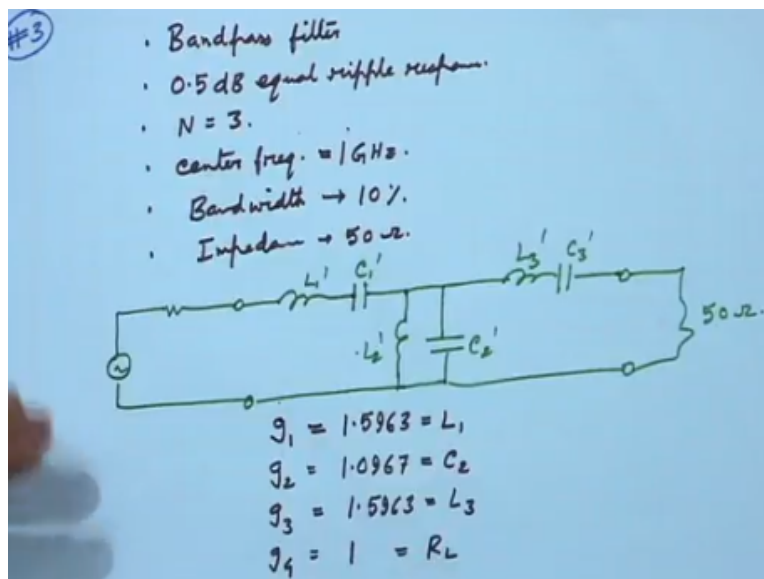 #3
· Bandpass filter
· 0.5 dB equal ripple respons.
· N = 3.
· center freq. = 1 GHz.
· Bandwidth → 10%.
· Impedan → 50 Ω.
L1' C1' L3' C3'
L2' C2' 50 Ω.
g1 = 1.5963 = L1
g2 = 1.0967 = C2
g3 = 1.5963 = L3
g4 = 1 = RL